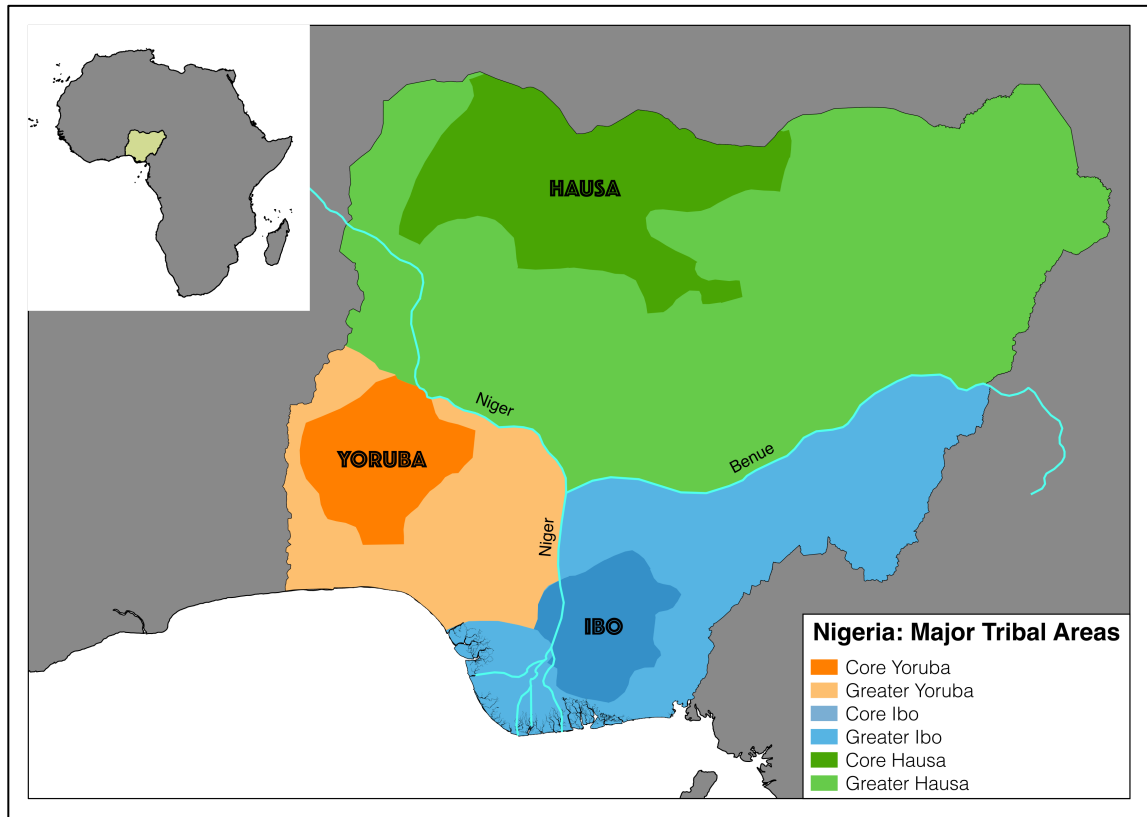 HAUSA
Niger
Benue
YORUBA
Niger
IBO
Nigeria: Major Tribal Areas
Core Yoruba
Greater Yoruba
Core Ibo
Greater Ibo
Core Hausa
Greater Hausa